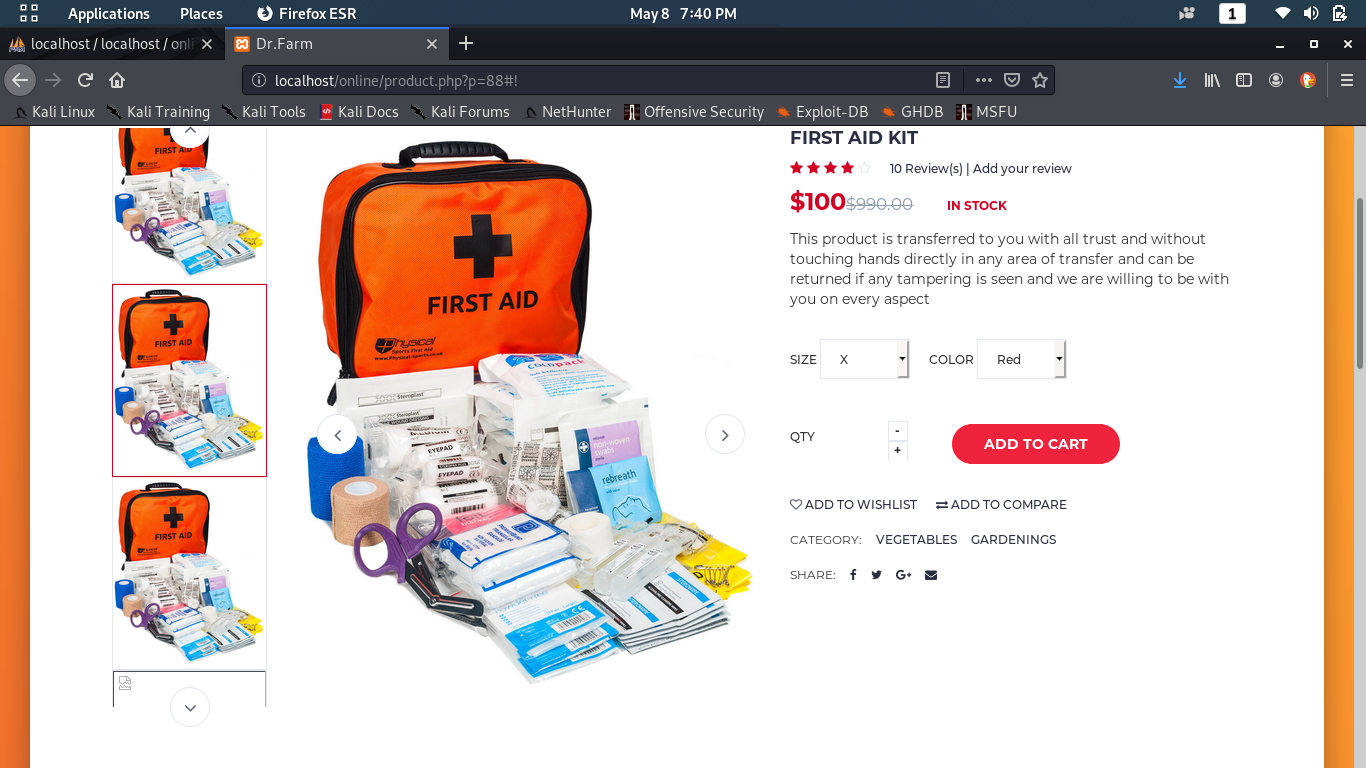 Applications Places Firefox ESR May 8 7:40 PM 1
localhost / localhost / onli Dr.Farm
localhost/online/product.php?p=88#!
Kali Linux Kali Training Kali Tools Kali Docs Kali Forums NetHunter Offensive Security Exploit-DB GHDB MSFU
FIRST AID
FIRST AID
FIRST AID
FIRST AID
Physical
Sports First Aid
www.Physical-Sports.co.uk
COLDpack
Steroplast
EYEPAD
EYEPAD
non-woven
swabs
rebreath
FIRST AID KIT
10 Review(s) | Add your review
$100 $990.00 IN STOCK
This product is transferred to you with all trust and without
touching hands directly in any area of transfer and can be
returned if any tampering is seen and we are willing to be with
you on every aspect
SIZE X COLOR Red
QTY - + ADD TO CART
ADD TO WISHLIST ADD TO COMPARE
CATEGORY: VEGETABLES GARDENINGS
SHARE: